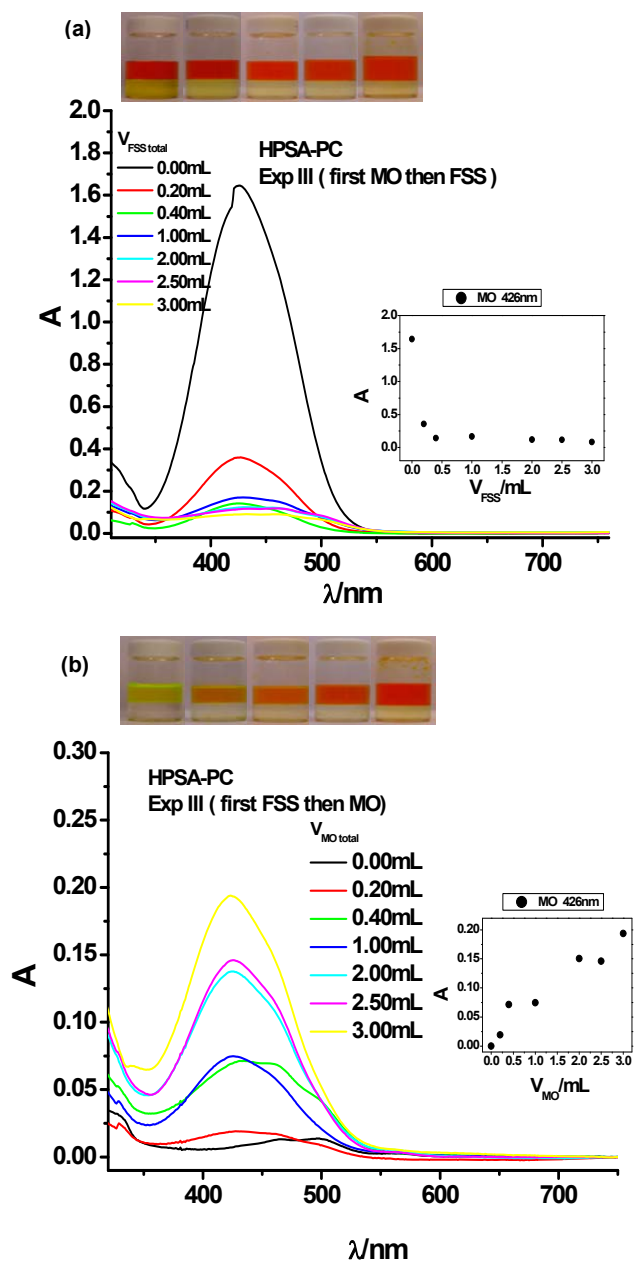 (a)
2.0
1.8
1.6
1.4
1.2
1.0
0.8
0.6
0.4
0.2
0.0
A
V FSS total
0.00mL
0.20mL
0.40mL
1.00mL
2.00mL
2.50mL
3.00mL
HPSA-PC
Exp III ( first MO then FSS )
MO 426nm
2.0
1.5
1.0
0.5
0.0
A
0.0 0.5 1.0 1.5 2.0 2.5 3.0
V FSS/mL
400 500 600 700
λ/nm
(b)
0.30
0.25
0.20
0.15
0.10
0.05
0.00
A
HPSA-PC
Exp III ( first FSS then MO)
V MO total
0.00mL
0.20mL
0.40mL
1.00mL
2.00mL
2.50mL
3.00mL
MO 426nm
0.20
0.15
0.10
0.05
0.00
A
0.0 0.5 1.0 1.5 2.0 2.5 3.0
V MO/mL
400 500 600 700
λ/nm